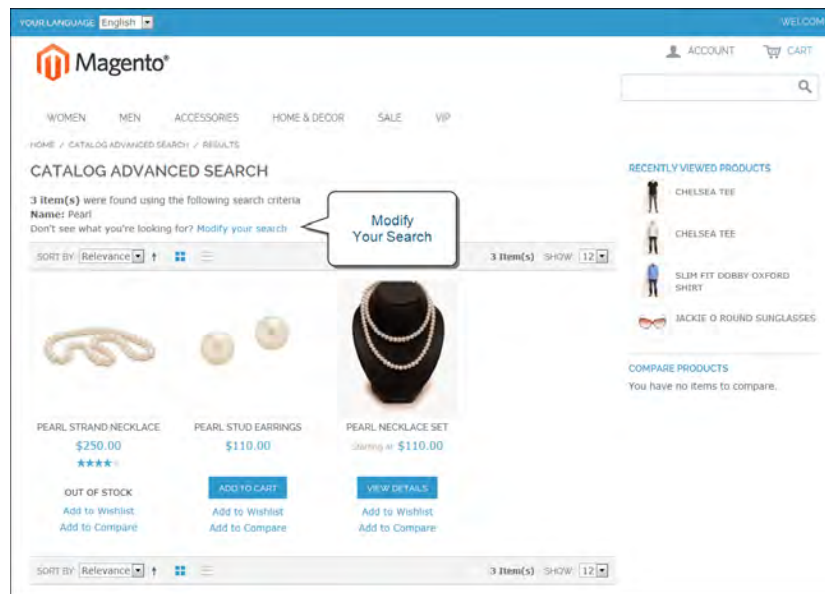 YOUR LANGUAGE: English
WELCOM
Magento®
ACCOUNT
CART
WOMEN MEN ACCESSORIES HOME & DECOR SALE VIP
HOME / CATALOG ADVANCED SEARCH / RESULTS
CATALOG ADVANCED SEARCH
3 item(s) were found using the following search criteria
Name: Pearl
Don't see what you're looking for? Modify your search
Modify
Your Search
SORT BY Relevance 3 Item(s) SHOW 12
PEARL STRAND NECKLACE
$250.00
OUT OF STOCK
Add to Wishlist
Add to Compare
PEARL STUD EARRINGS
$110.00
ADD TO CART
Add to Wishlist
Add to Compare
PEARL NECKLACE SET
Starting at $110.00
VIEW DETAILS
Add to Wishlist
Add to Compare
SORT BY Relevance 3 Item(s) SHOW 12
RECENTLY VIEWED PRODUCTS
CHELSEA TEE
CHELSEA TEE
SLIM FIT DOBBY OXFORD
SHIRT
JACKIE O ROUND SUNGLASSES
COMPARE PRODUCTS
You have no items to compare.